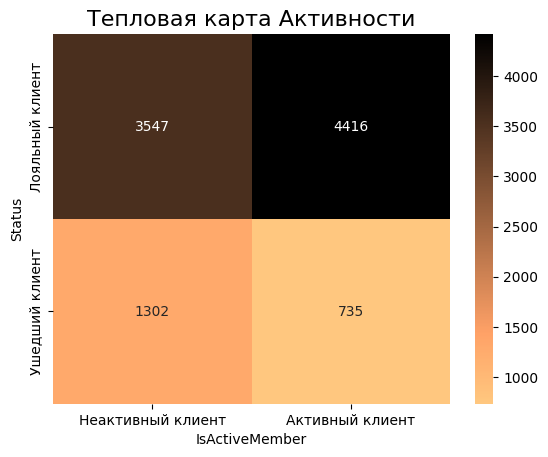 Тепловая карта Активности
Status
Лояльный клиент
Ушедший клиент
3547
4416
1302
735
Неактивный клиент
Активный клиент
IsActiveMember
4000
3500
3000
2500
2000
1500
1000